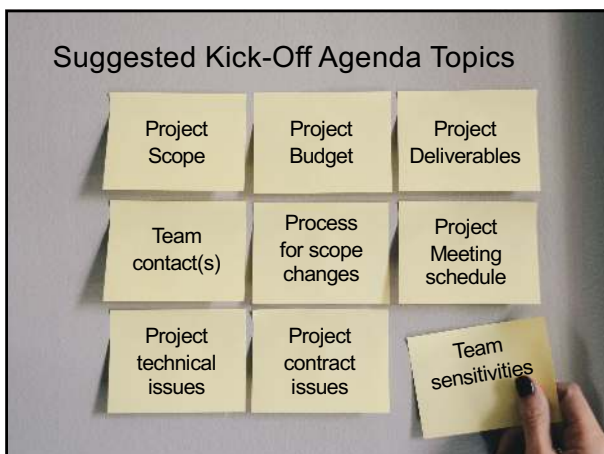 Suggested Kick-Off Agenda Topics
Project
Scope
Project
Budget
Project
Deliverables
Team
contact(s)
Process
for scope
changes
Project
Meeting
schedule
Project
technical
issues
Project
contract
issues
Team
sensitivities